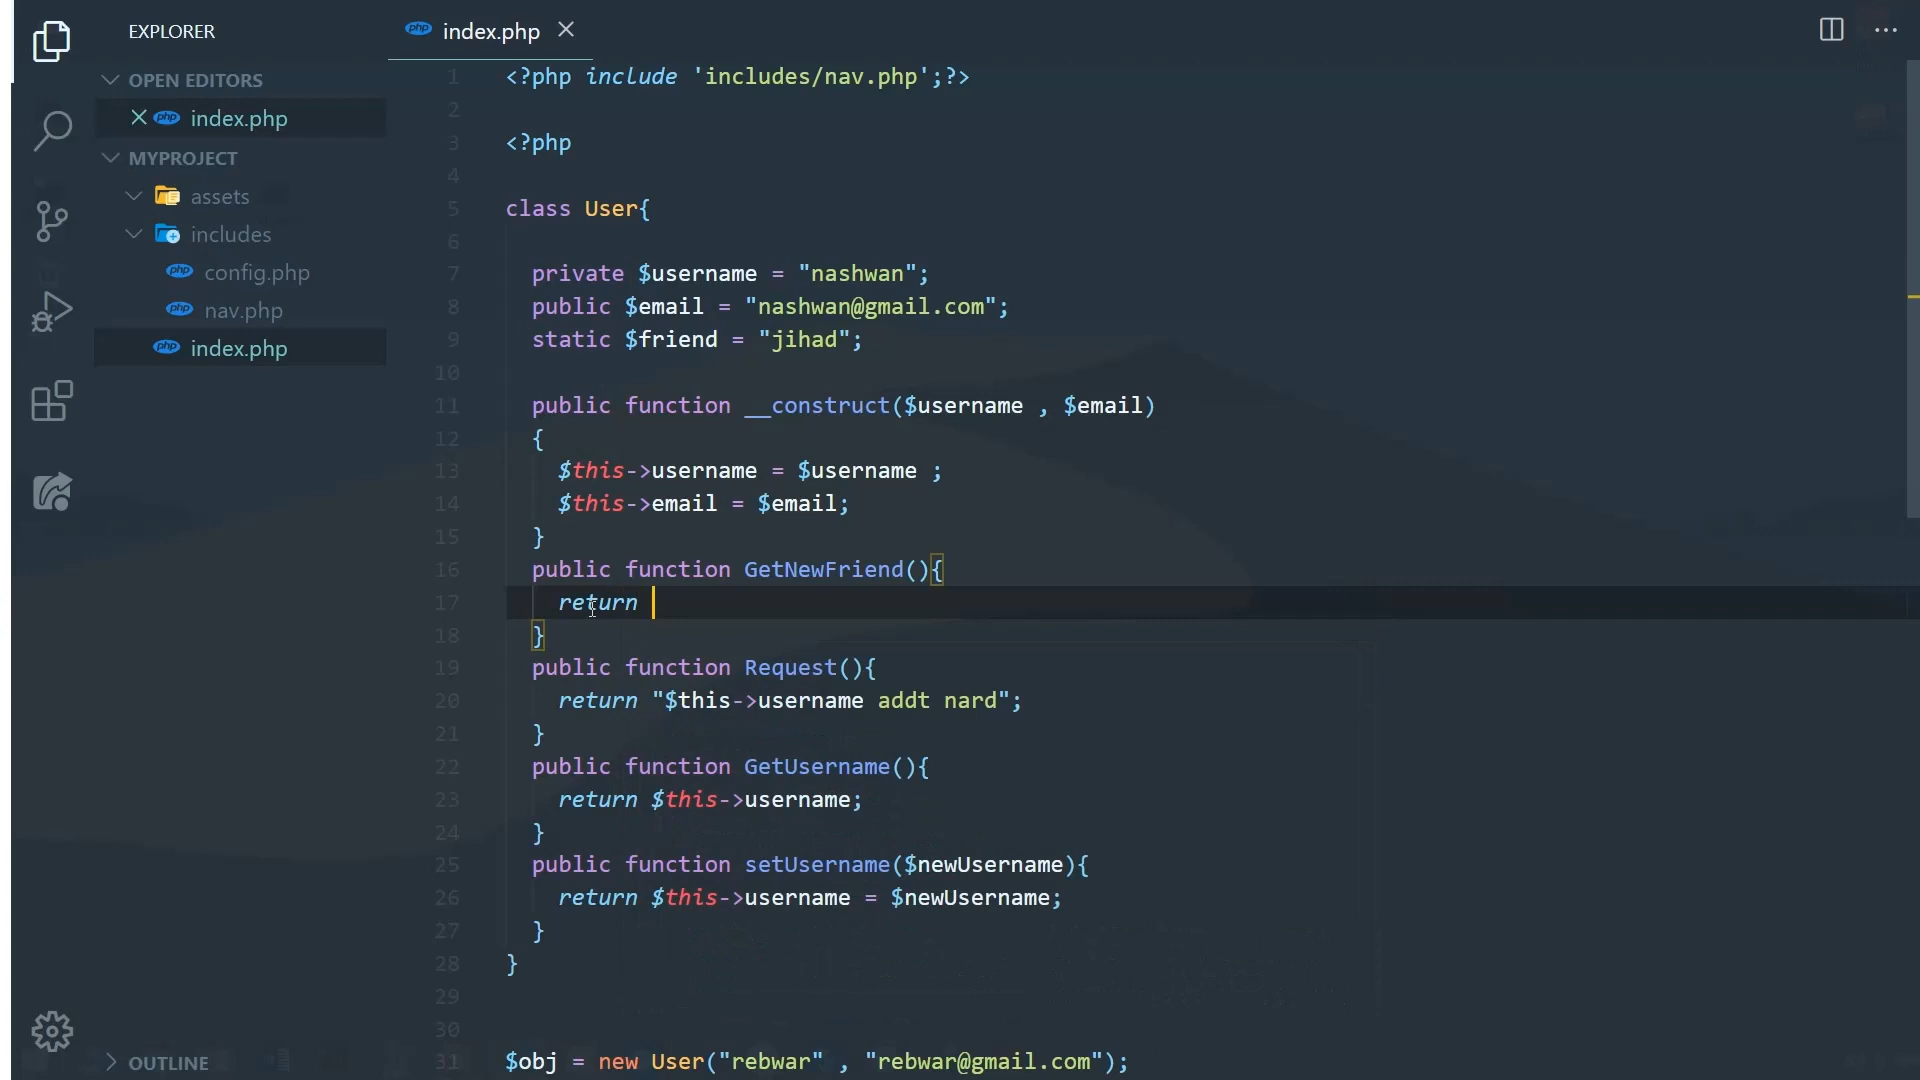 EXPLORER
OPEN EDITORS
index.php
MYPROJECT
assets
includes
config.php
nav.php
index.php
OUTLINE
index.php
1 <?php include 'includes/nav.php';?>
2
3 <?php
4
5 class User{
6
7 private $username = "nashwan";
8 public $email = "nashwan@gmail.com";
9 static $friend = "jihad";
10
11 public function __construct($username , $email)
12 {
13 $this->username = $username ;
14 $this->email = $email;
15 }
16 public function GetNewFriend(){
17 return
18 }
19 public function Request(){
20 return "$this->username addt nard";
21 }
22 public function GetUsername(){
23 return $this->username;
24 }
25 public function setUsername($newUsername){
26 return $this->username = $newUsername;
27 }
28 }
29
30
31 $obj = new User("rebwar" , "rebwar@gmail.com");